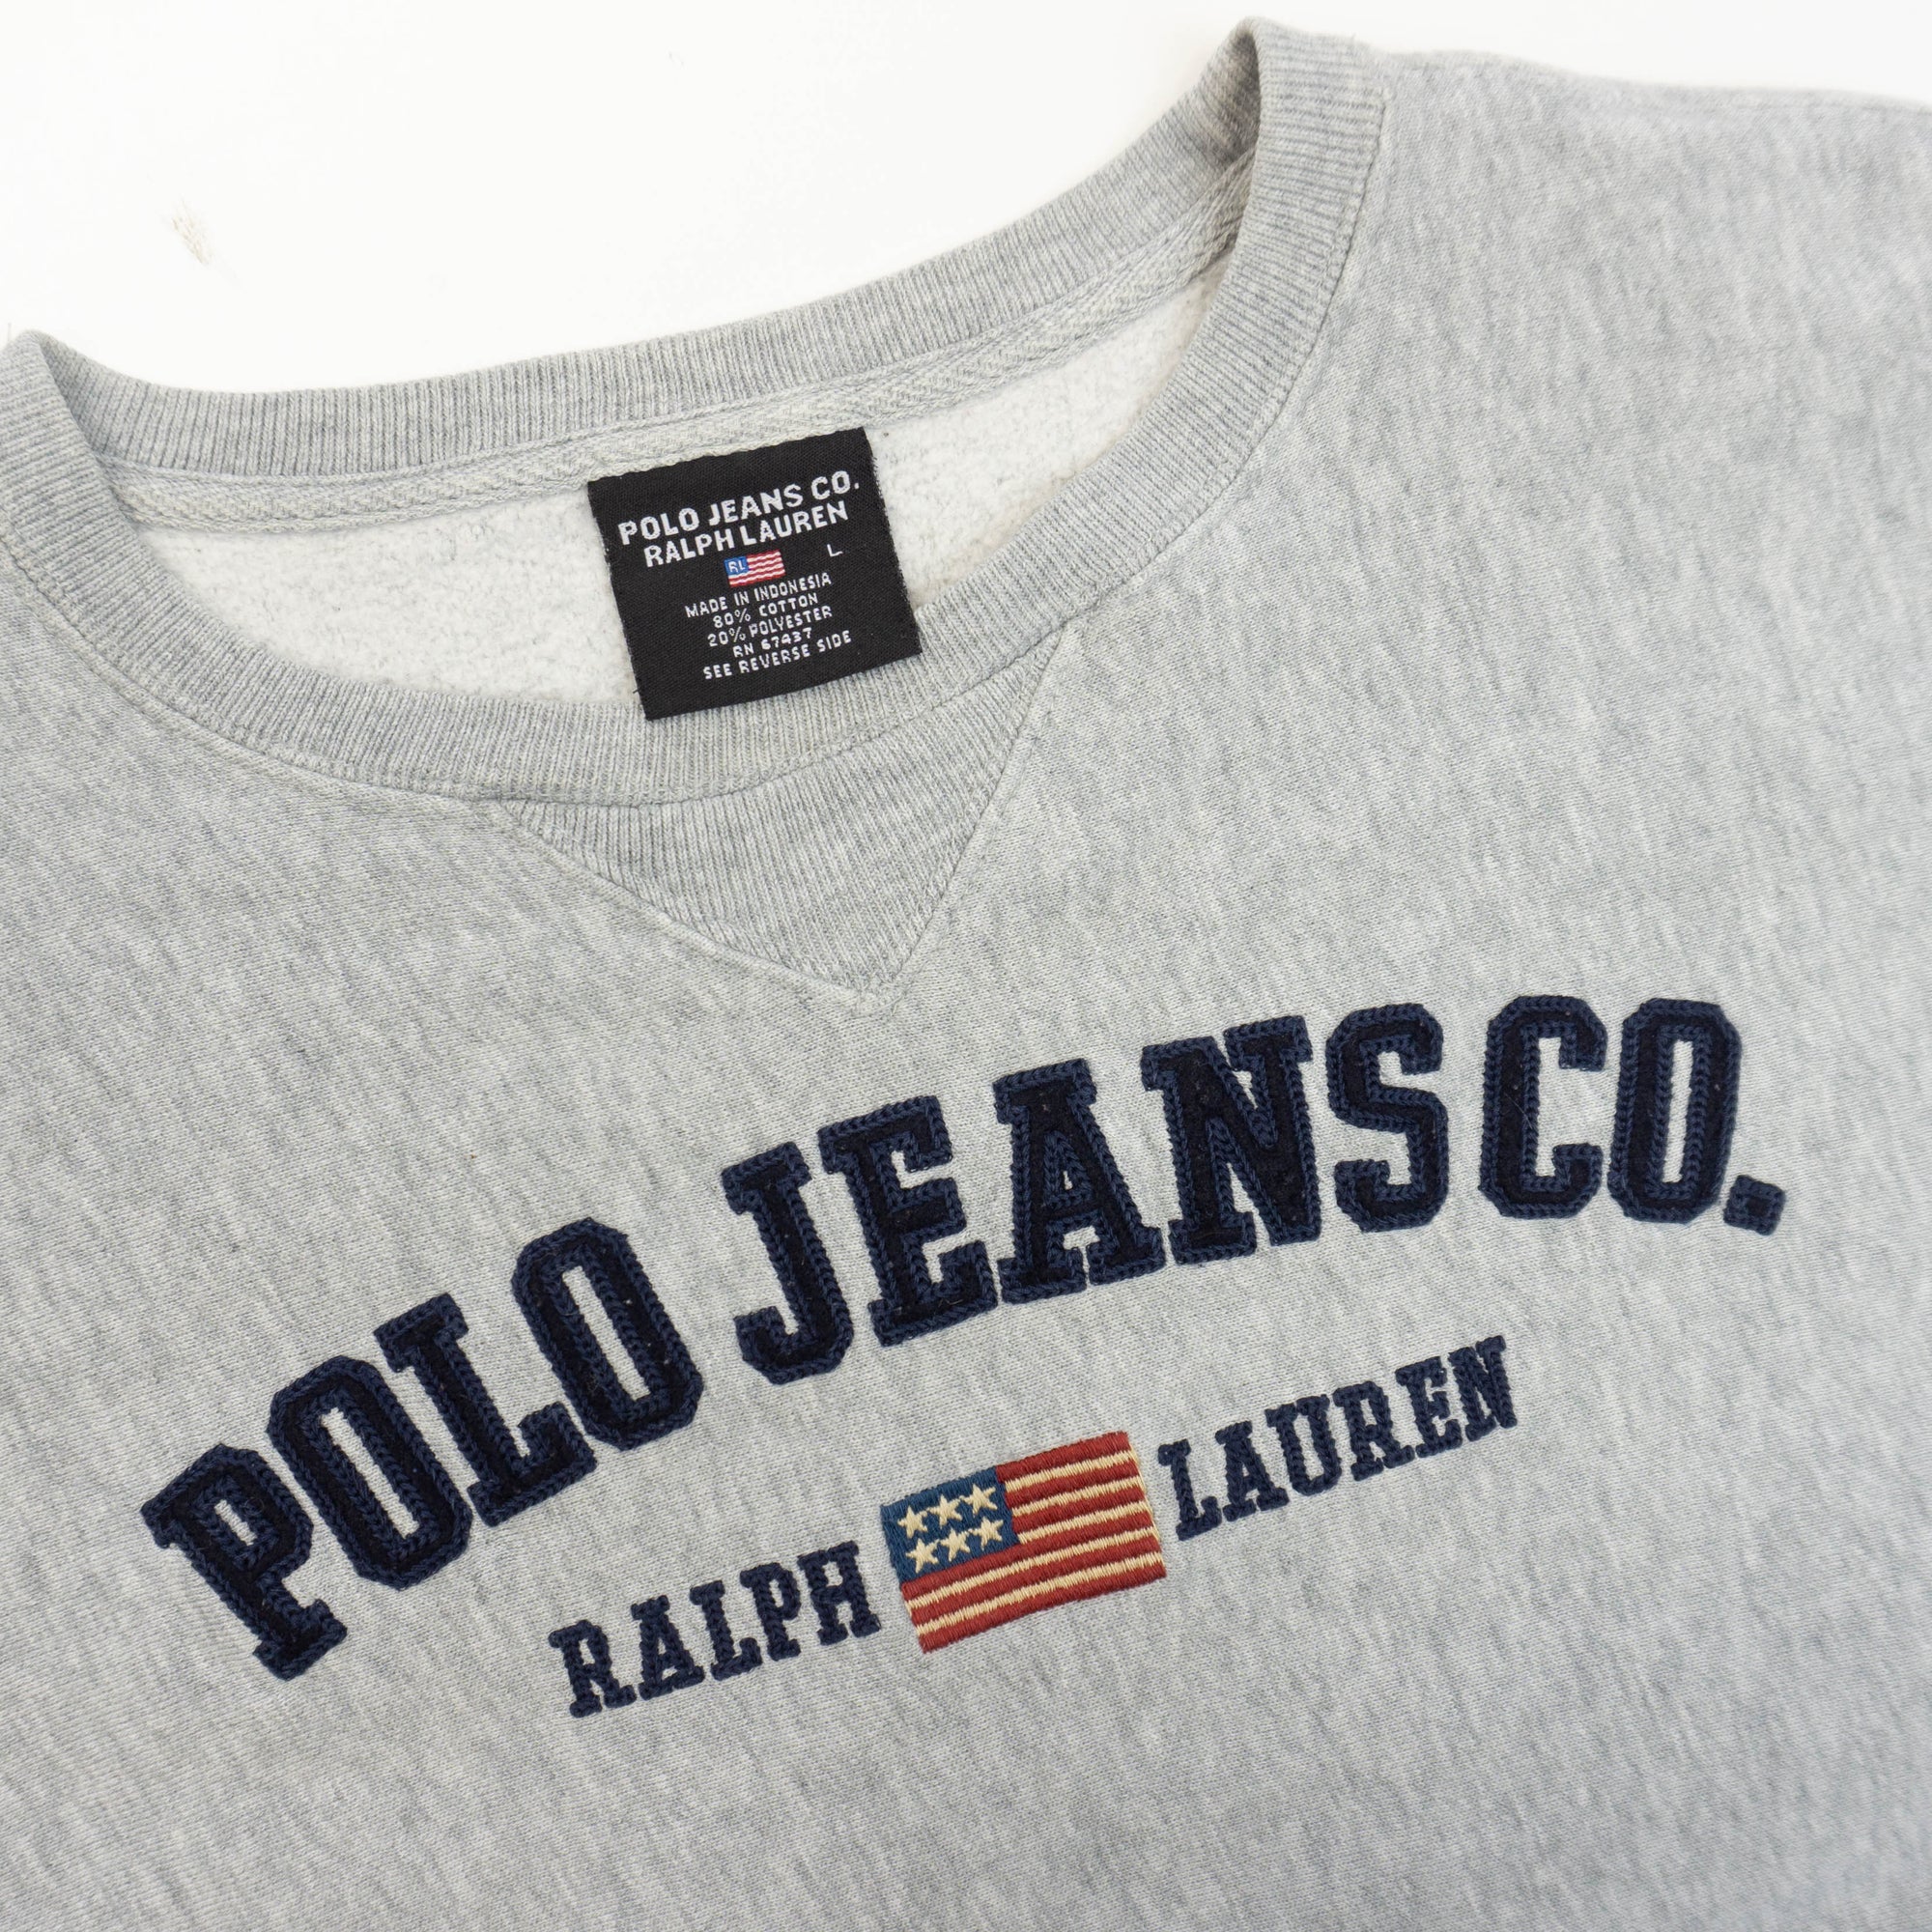 POLO JEANS CO.
RALPH LAUREN
RL
L
MADE IN INDONESIA
80% COTTON
20% POLYESTER
RN 67437
SEE REVERSE SIDE
POLO JEANS CO.
RALPH LAUREN